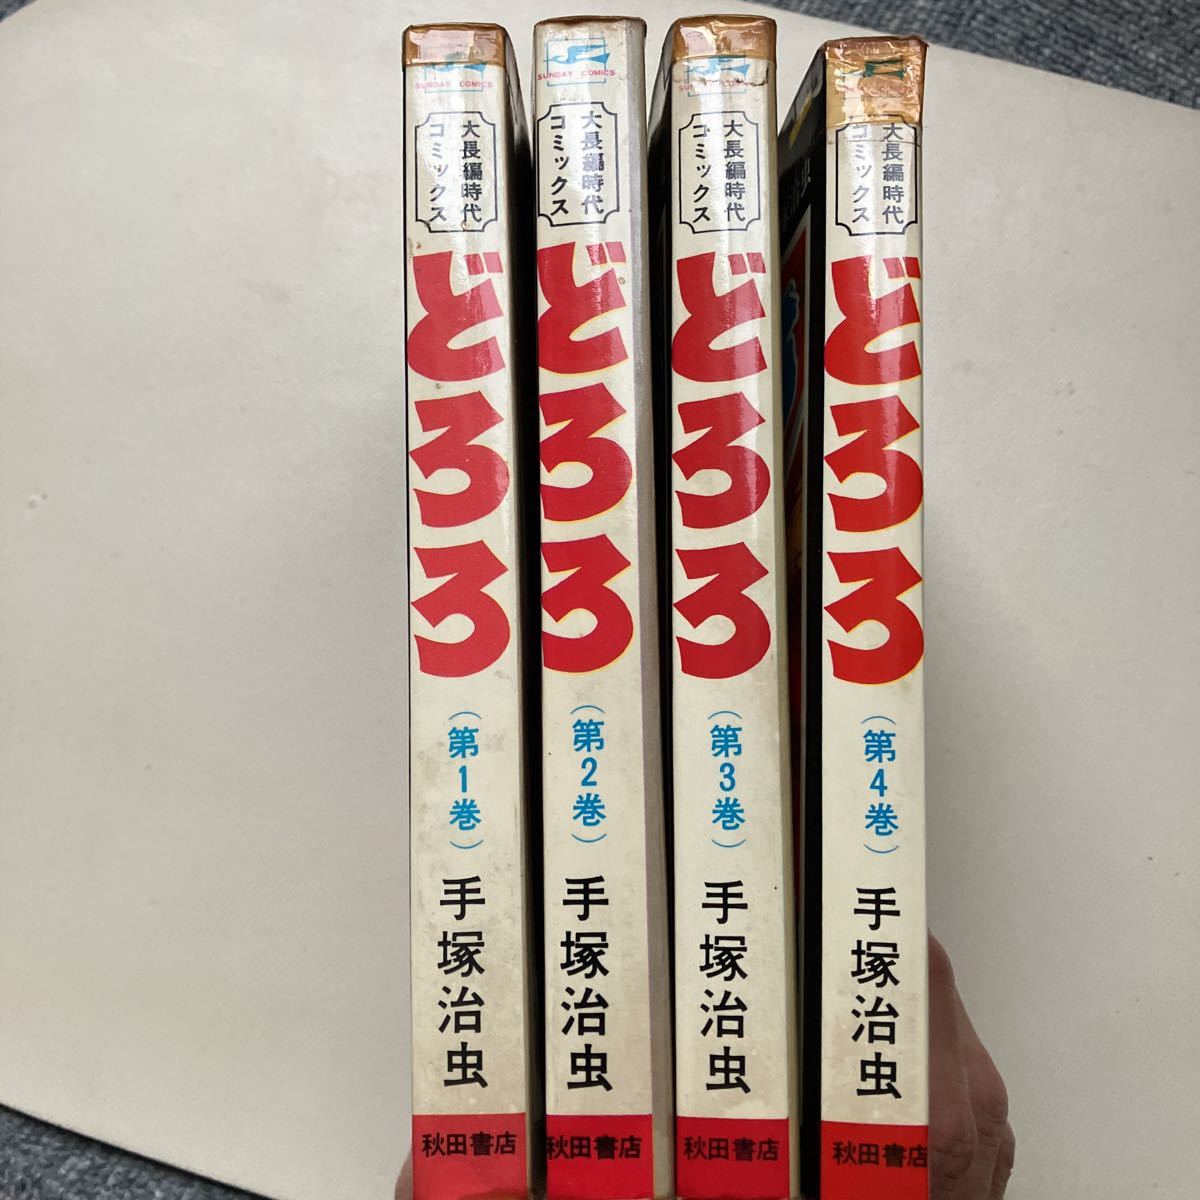 SUNDAY COMICS
大長編時代
コミックス
どろろ
(第1巻)
手塚治虫
秋田書店
SUNDAY COMICS
大長編時代
コミックス
どろろ
(第2巻)
手塚治虫
秋田書店
SUNDAY COMICS
大長編時代
コミックス
どろろ
(第3巻)
手塚治虫
秋田書店
大長編時代
コミックス
どろろ
(第4巻)
手塚治虫
秋田書店
治虫